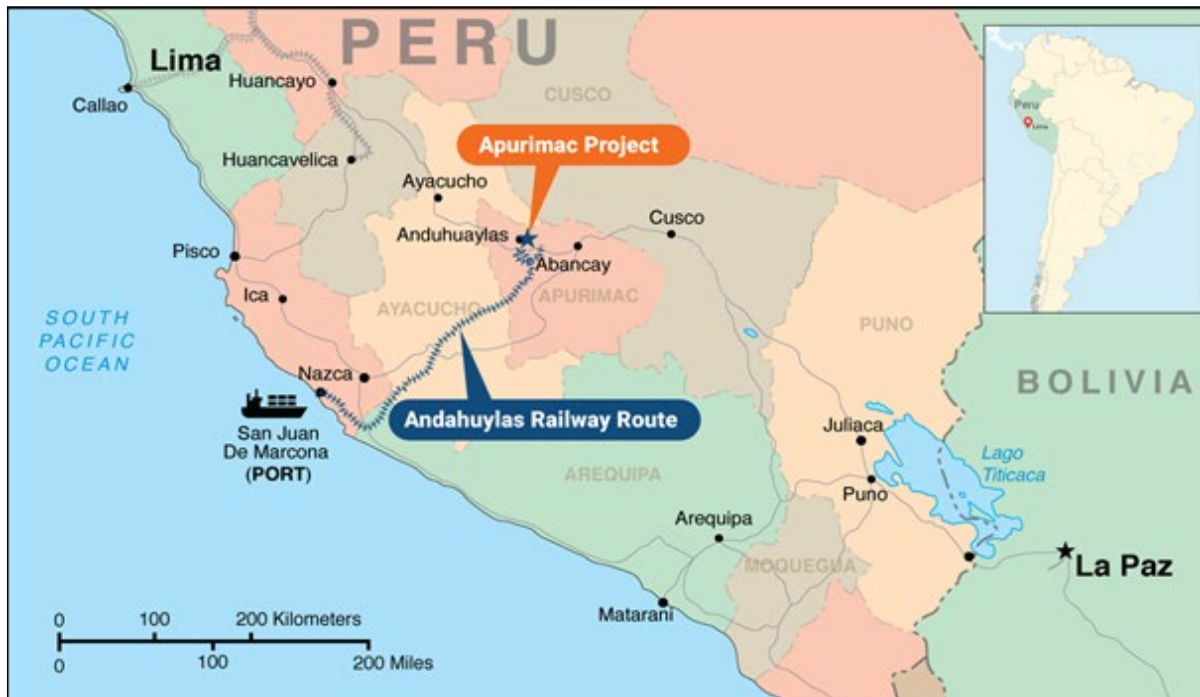 PERU
Lima
Callao
Huancayo
CUSCO
Peru
Lima
Apurimac Project
Huancavelica
Ayacucho
Cusco
Anduhuaylas
Pisco
Abancay
Ica
AYACUCHO
APURIMAC
PUNO
SOUTH
PACIFIC
OCEAN
BOLIVIA
Nazca
Andahuylas Railway Route
San Juan
De Marcona
(PORT)
Juliaca
Lago
Titicaca
AREQUIPA
Puno
Arequipa
MOQUEGUA
La Paz
Matarani
0 100 200 Kilometers
0 100 200 Miles